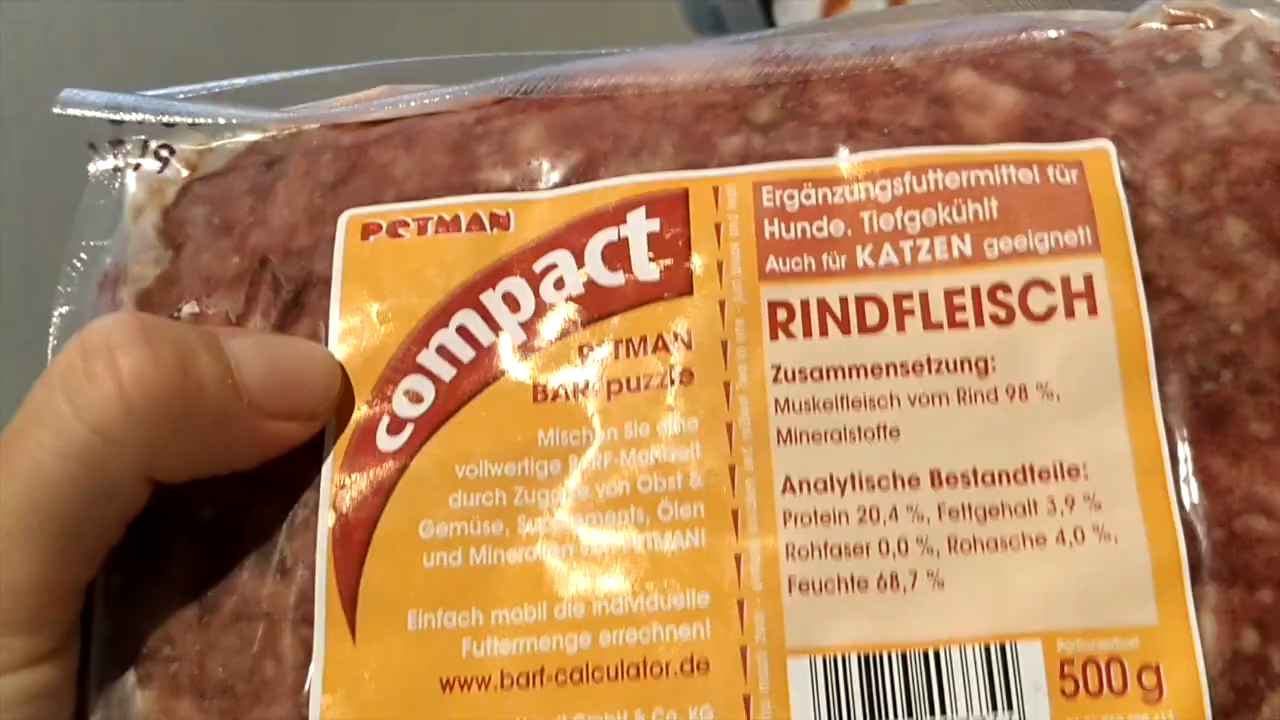 PETMAN
compact
PETMAN
BARF puzzle
Mischen Sie eine
vollwertige BARF-Mahlzeit
durch Zugabe von Obst &
Gemüse, Supplements, Ölen
und Mineralien von PETMAN!
Einfach mobil die individuelle
Futtermenge errechnen!
www.barf-calculator.de
GmbH & Co. KG
Ergänzungsfuttermittel für
Hunde. Tiefgekühlt
Auch für KATZEN geeignet!
RINDFLEISCH
Zusammensetzung:
Muskelfleisch vom Rind 98 %,
Mineralstoffe
Analytische Bestandteile:
Protein 20,4 %, Fettgehalt 3,9 %
Rohfaser 0,0 %, Rohasche 4,0 %,
Feuchte 68,7 %
500 g